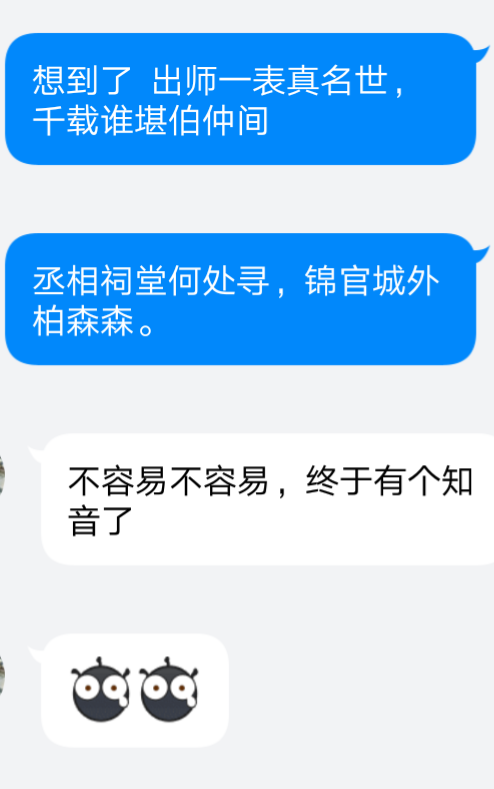 想到了 出师一表真名世，
千载谁堪伯仲间
丞相祠堂何处寻，锦官城外
柏森森。
不容易不容易，终于有个知
音了